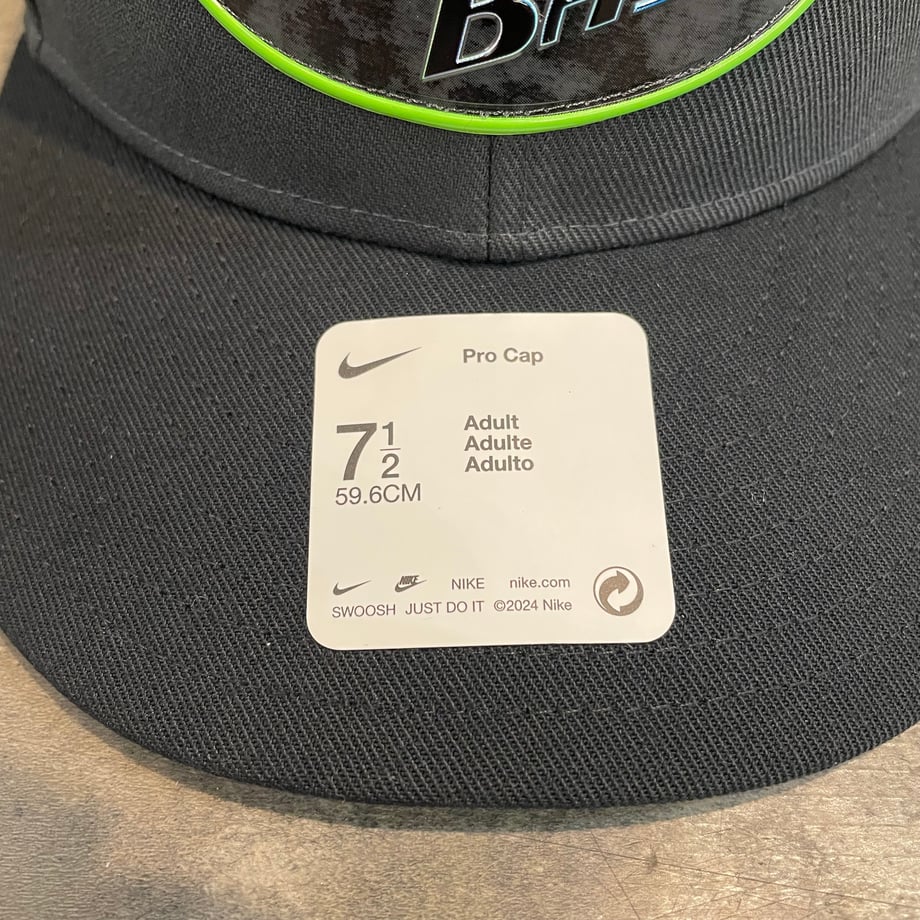 Pro Cap
7 1/2
59.6CM
Adult
Adulte
Adulto
NIKE NIKE nike.com
SWOOSH JUST DO IT ©2024 Nike